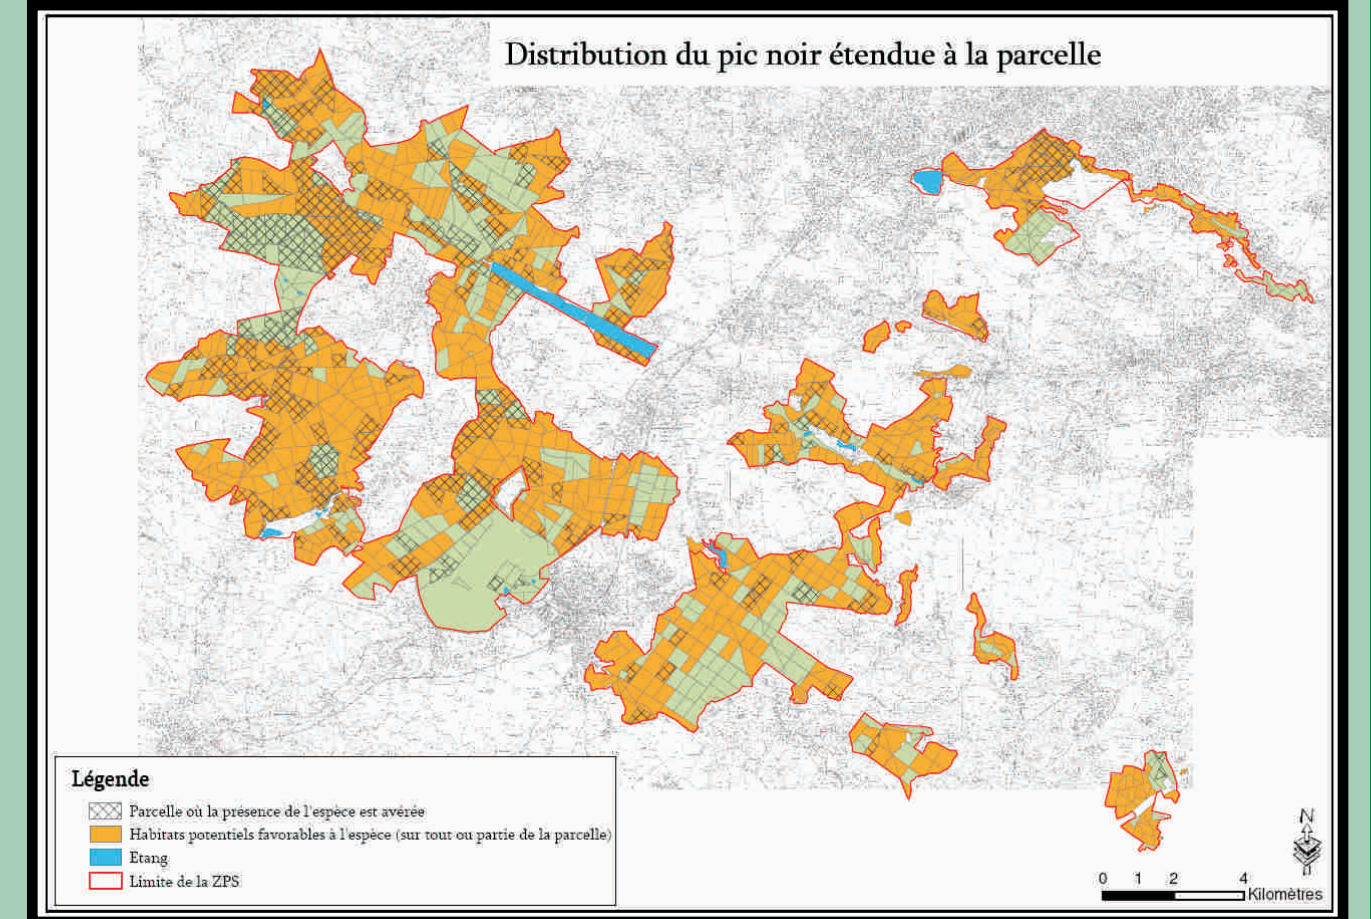 Distribution du pic noir étendue à la parcelle
Légende
Parcelle où la présence de l'espèce est avérée
Habitats potentiels favorables à l'espèce (sur tout ou partie de la parcelle)
Etang
Limite de la ZPS
N
0 1 2 4
Kilomètres